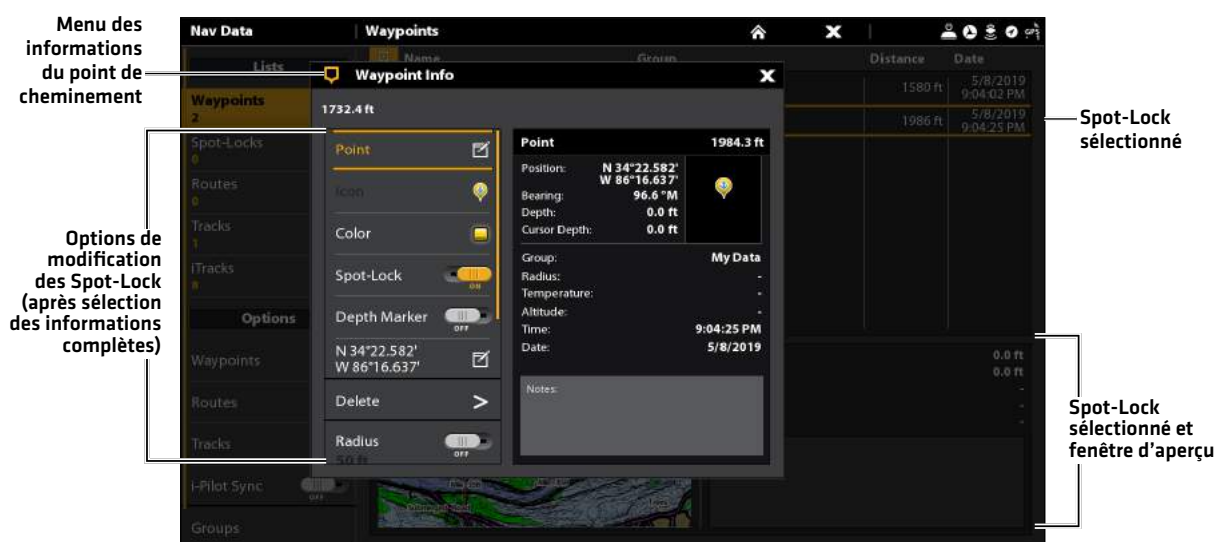 Menu des
informations
du point de
cheminement
Options de
modification
des Spot-Lock
(après sélection
des informations
complètes)
Nav Data
Waypoints
Lists
Waypoints
2
Spot-Locks
0
Routes
0
Tracks
1
iTracks
0
Options
Waypoints
Routes
Tracks
i-Pilot Sync
OFF
Groups
Name
Group
Distance
Date
1580 ft
5/8/2019
9:04:02 PM
1986 ft
5/8/2019
9:04:25 PM
Waypoint Info
1732.4 ft
Point
Icon
Color
Spot-Lock
ON
Depth Marker
OFF
N 34°22.582'
W 86°16.637'
Delete
Radius
OFF
50 ft
Point 1984.3 ft
Position: N 34°22.582'
W 86°16.637'
Bearing: 96.6 °M
Depth: 0.0 ft
Cursor Depth: 0.0 ft
Group: My Data
Radius: -
Temperature: -
Altitude: -
Time: 9:04:25 PM
Date: 5/8/2019
Notes:
0.0 ft
0.0 ft
-
-
-
Spot-Lock
sélectionné
Spot-Lock
sélectionné et
fenêtre d’aperçu